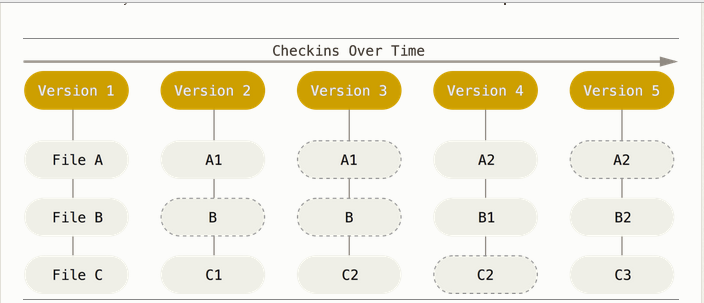 Checkins Over Time
Version 1 Version 2 Version 3 Version 4 Version 5
File A A1 A1 A2 A2
File B B B B1 B2
File C C1 C2 C2 C3